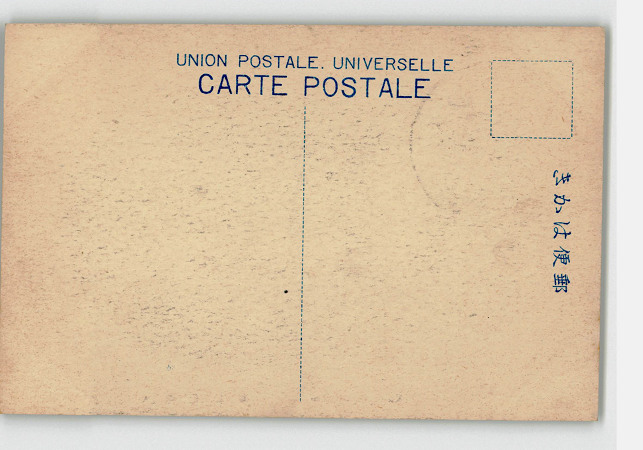 UNION POSTALE. UNIVERSELLE
CARTE POSTALE
きかは便郵